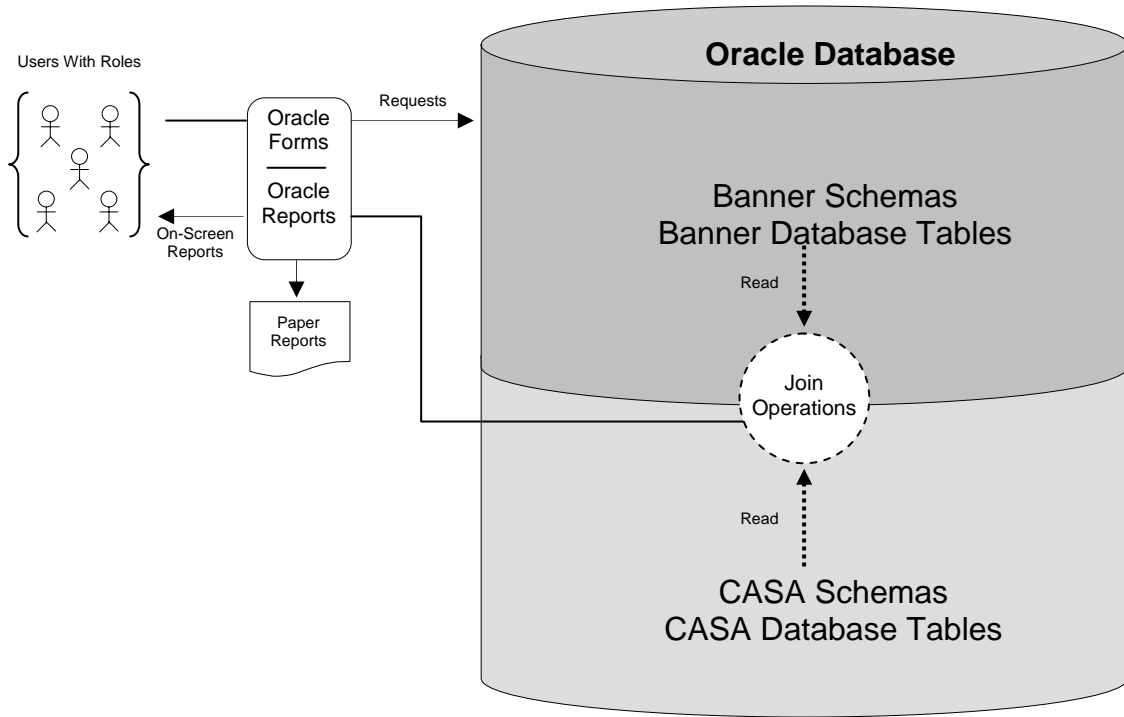 Users With Roles
Oracle
Forms
Oracle
Reports
Requests
On-Screen
Reports
Paper
Reports
Oracle Database
Banner Schemas
Banner Database Tables
Read
Join
Operations
Read
CASA Schemas
CASA Database Tables